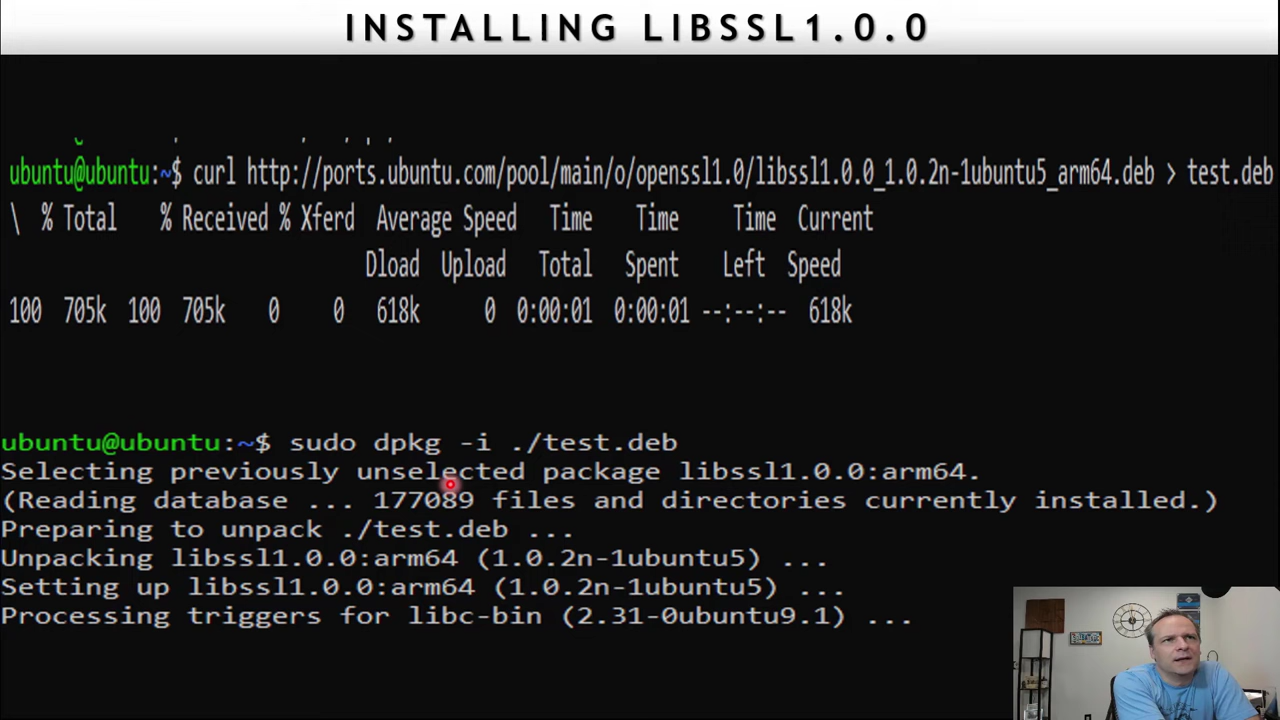 INSTALLING LIBSSL1.0.0
ubuntu@ubuntu:~$ curl http://ports.ubuntu.com/pool/main/o/openssl1.0/libssl1.0.0_1.0.2n-1ubuntu5_arm64.deb > test.deb
\ % Total % Received % Xferd Average Speed Time Time Time Current
Dload Upload Total Spent Left Speed
100 705k 100 705k 0 0 618k 0 0:00:01 0:00:01 --:--:-- 618k
ubuntu@ubuntu:~$ sudo dpkg -i ./test.deb
Selecting previously unselected package libssl1.0.0:arm64.
(Reading database ... 177089 files and directories currently installed.)
Preparing to unpack ./test.deb ...
Unpacking libssl1.0.0:arm64 (1.0.2n-1ubuntu5) ...
Setting up libssl1.0.0:arm64 (1.0.2n-1ubuntu5) ...
Processing triggers for libc-bin (2.31-0ubuntu9.1) ...